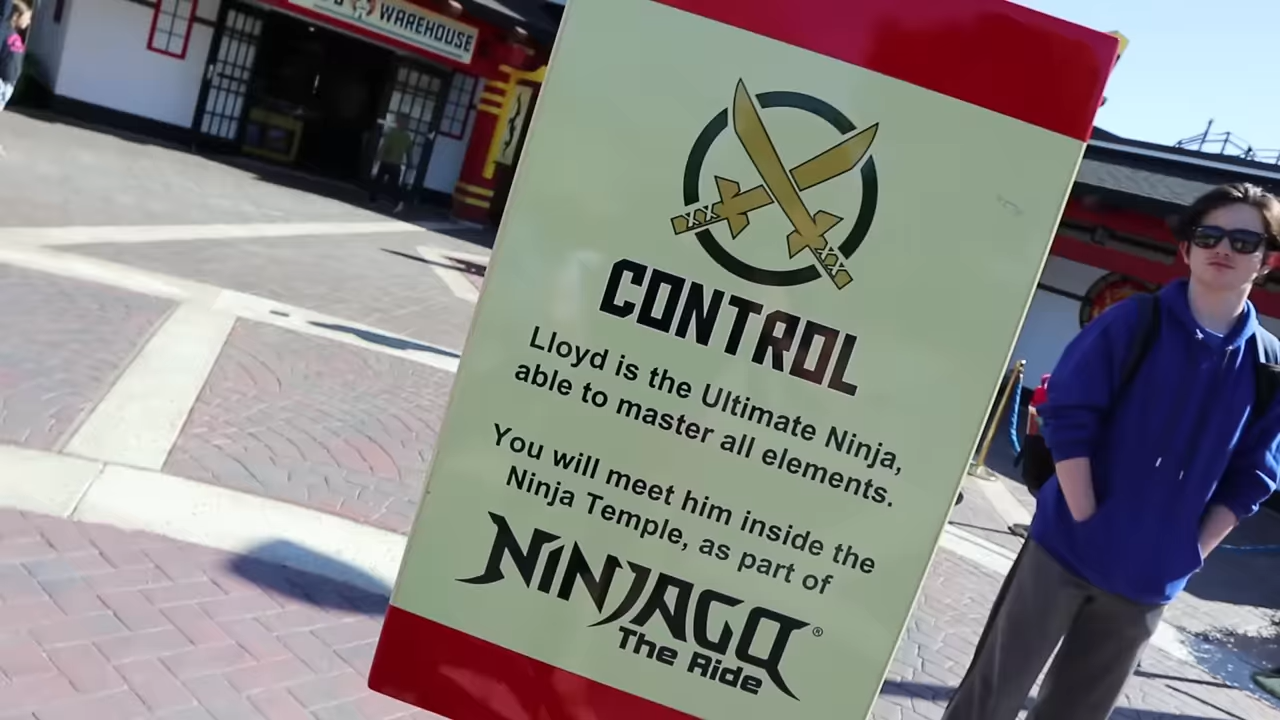 WAREHOUSE
CONTROL
Lloyd is the Ultimate Ninja,
able to master all elements.
You will meet him inside the
Ninja Temple, as part of
NINJAGO®
The Ride